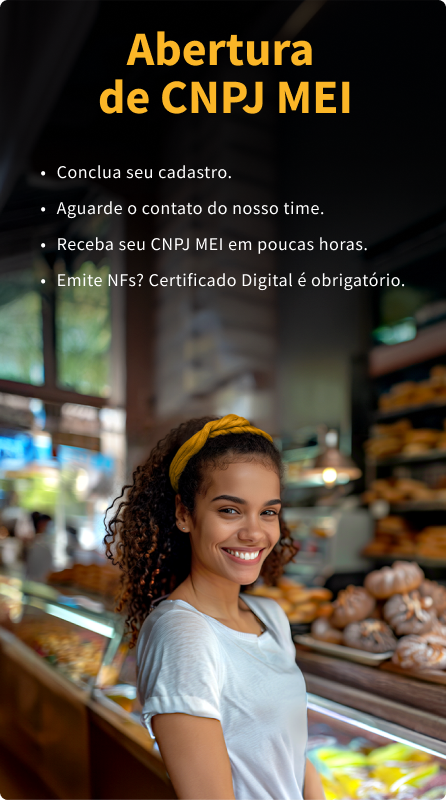 Abertura
de CNPJ MEI
• Conclua seu cadastro.
• Aguarde o contato do nosso time.
• Receba seu CNPJ MEI em poucas horas.
• Emite NFs? Certificado Digital é obrigatório.